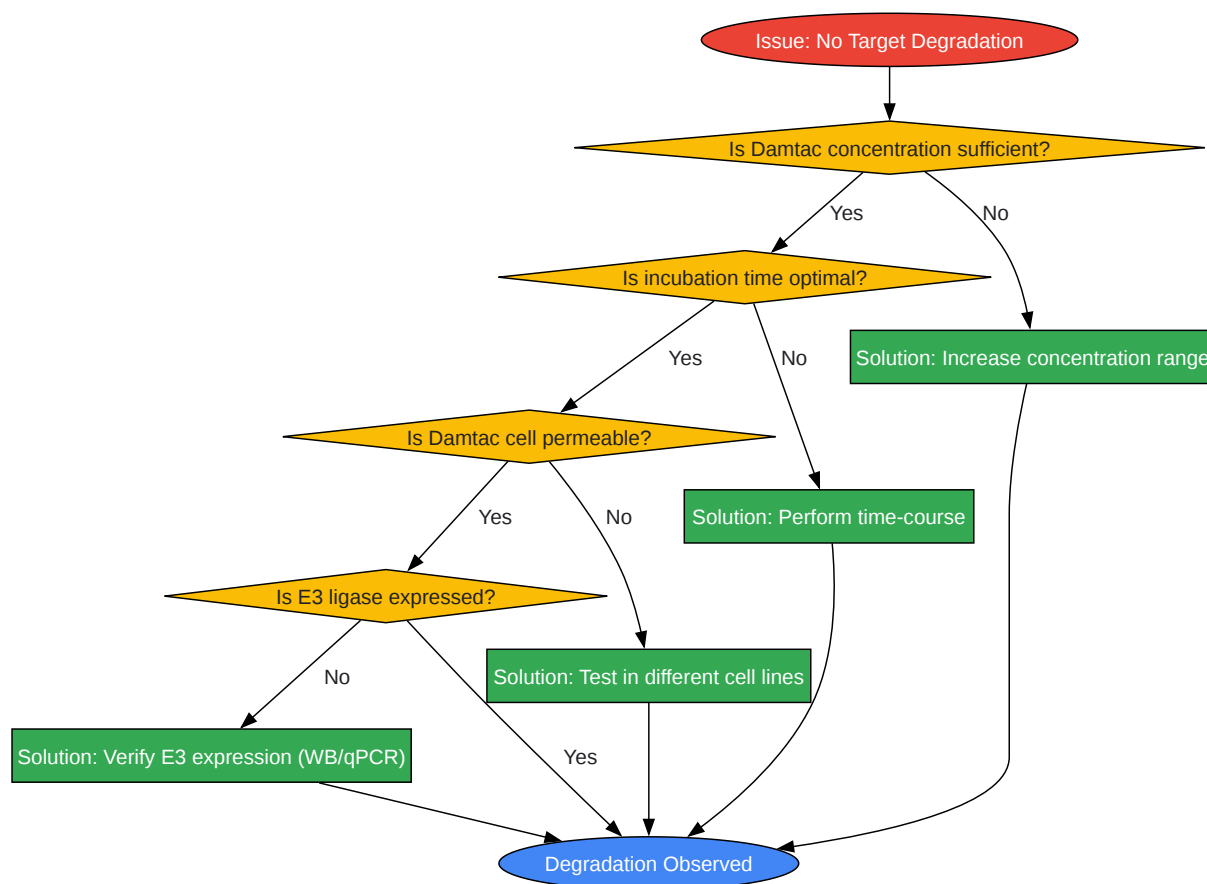 Issue: No Target Degradation
Is Damtac concentration sufficient?
Yes
No
Is incubation time optimal?
Solution: Increase concentration range
Yes
No
Is Damtac cell permeable?
Solution: Perform time-course
Yes
No
Is E3 ligase expressed?
Solution: Test in different cell lines
No
Solution: Verify E3 expression (WB/qPCR)
Yes
Degradation Observed